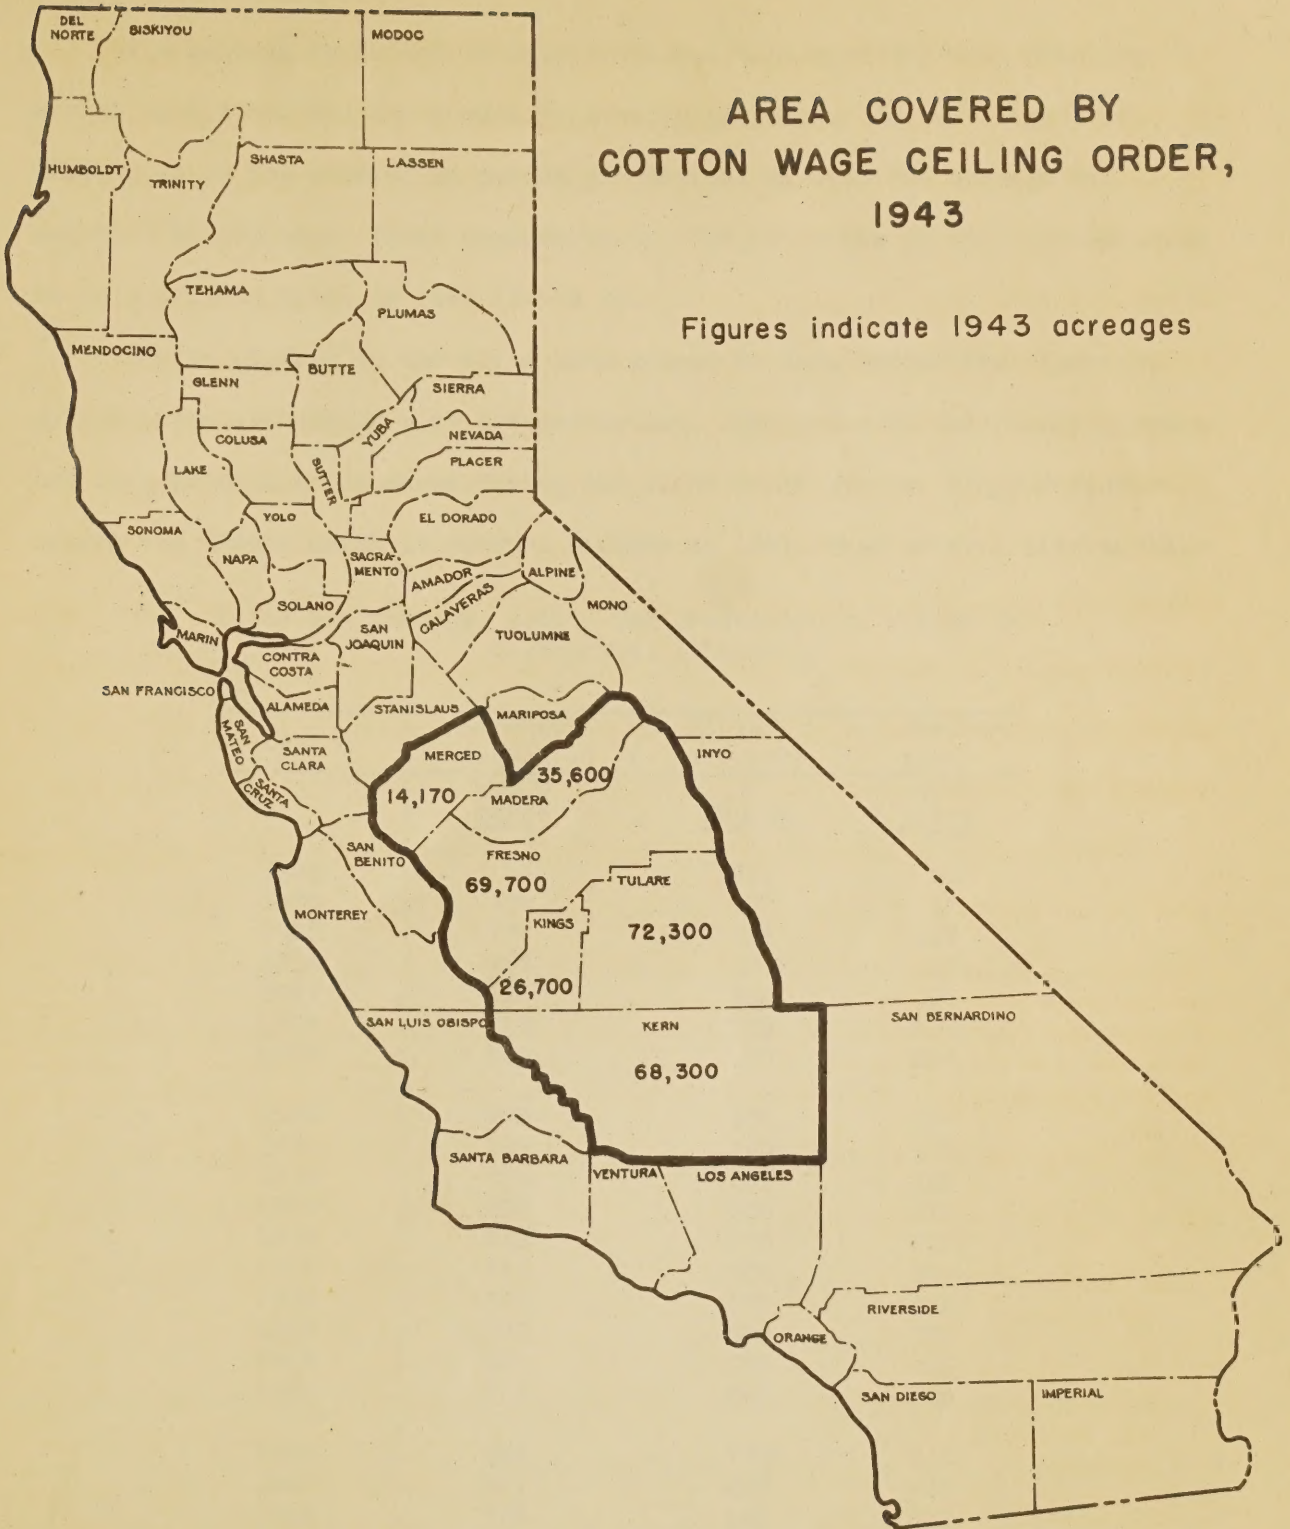 AREA COVERED BY
COTTON WAGE CEILING ORDER,
1943
Figures indicate 1943 acreages
DEL
NORTE
SISKIYOU
MODOC
HUMBOLDT
TRINITY
SHASTA
LASSEN
TEHAMA
PLUMAS
MENDOCINO
GLENN
BUTTE
SIERRA
COLUSA
YUBA
NEVADA
LAKE
SUTTER
PLACER
SONOMA
YOLO
EL DORADO
NAPA
SACRA-
MENTO
AMADOR
ALPINE
SOLANO
CALAVERAS
MONO
MARIN
SAN
JOAQUIN
TUOLUMNE
CONTRA
COSTA
SAN FRANCISCO
ALAMEDA
STANISLAUS
MARIPOSA
SAN
MATEO
SANTA
CLARA
MERCED
INYO
SANTA
CRUZ
14,170
35,600
MADERA
SAN
BENITO
FRESNO
69,700
TULARE
MONTEREY
KINGS
72,300
26,700
SAN LUIS OBISPO
KERN
SAN BERNARDINO
68,300
SANTA BARBARA
VENTURA
LOS ANGELES
RIVERSIDE
ORANGE
SAN DIEGO
IMPERIAL